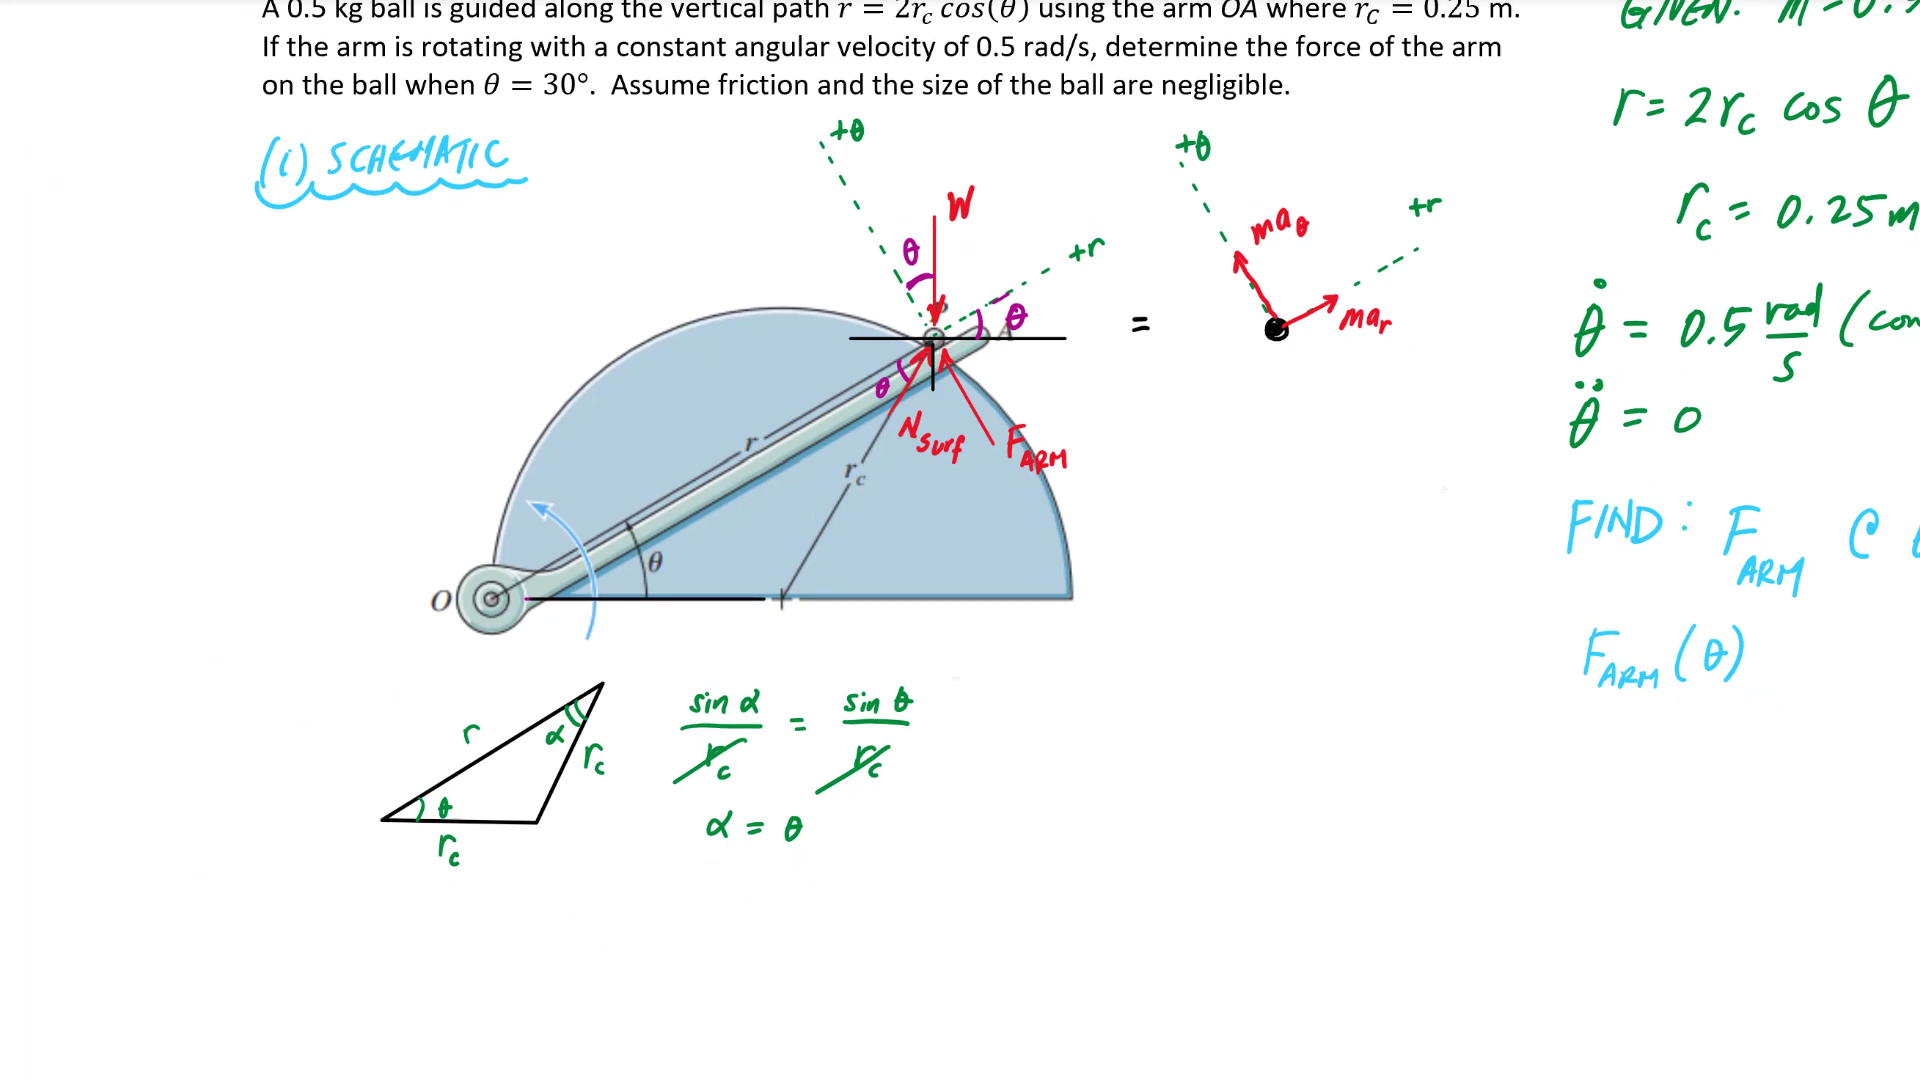 A 0.5 kg ball is guided along the vertical path r = 2r_c cos(θ) using the arm OA where r_C = 0.25 m.
If the arm is rotating with a constant angular velocity of 0.5 rad/s, determine the force of the arm
on the ball when θ = 30°. Assume friction and the size of the ball are negligible.
GIVEN: m = 0.5
r = 2r_c cos θ
r_c = 0.25 m
θ̇ = 0.5 rad/s (con
θ̈ = 0
FIND: F_ARM @
F_ARM (θ)
(i) SCHEMATIC
+θ
W
θ
+r
θ
P
A
θ
N_surf
F_ARM
r
r_c
θ
O
=
+θ
ma_θ
+r
ma_r
r
α
r_c
θ
r_c
sin α / r_c = sin θ / r_c
α = θ